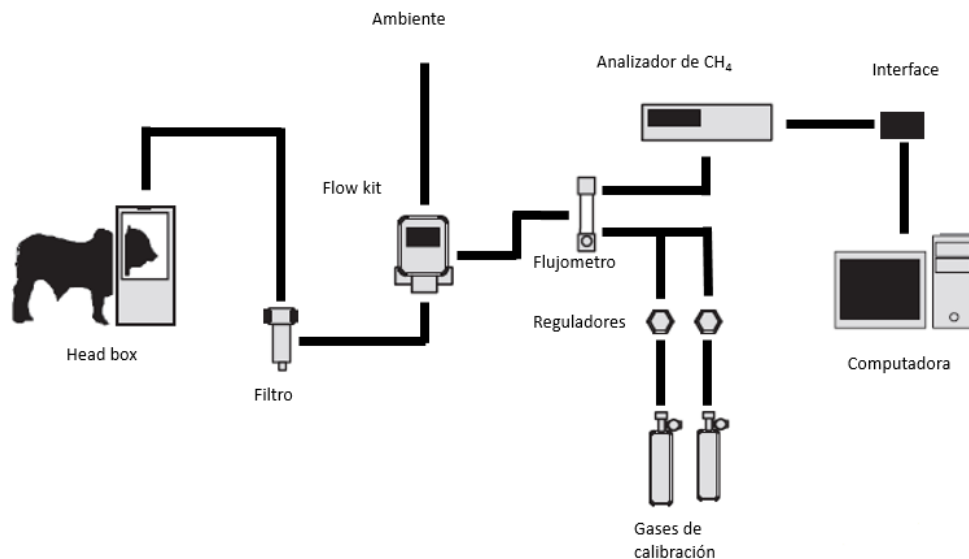 Ambiente
Analizador de CH₄
Interface
Flow kit
Flujometro
Reguladores
Head box
Computadora
Filtro
Gases de
calibración